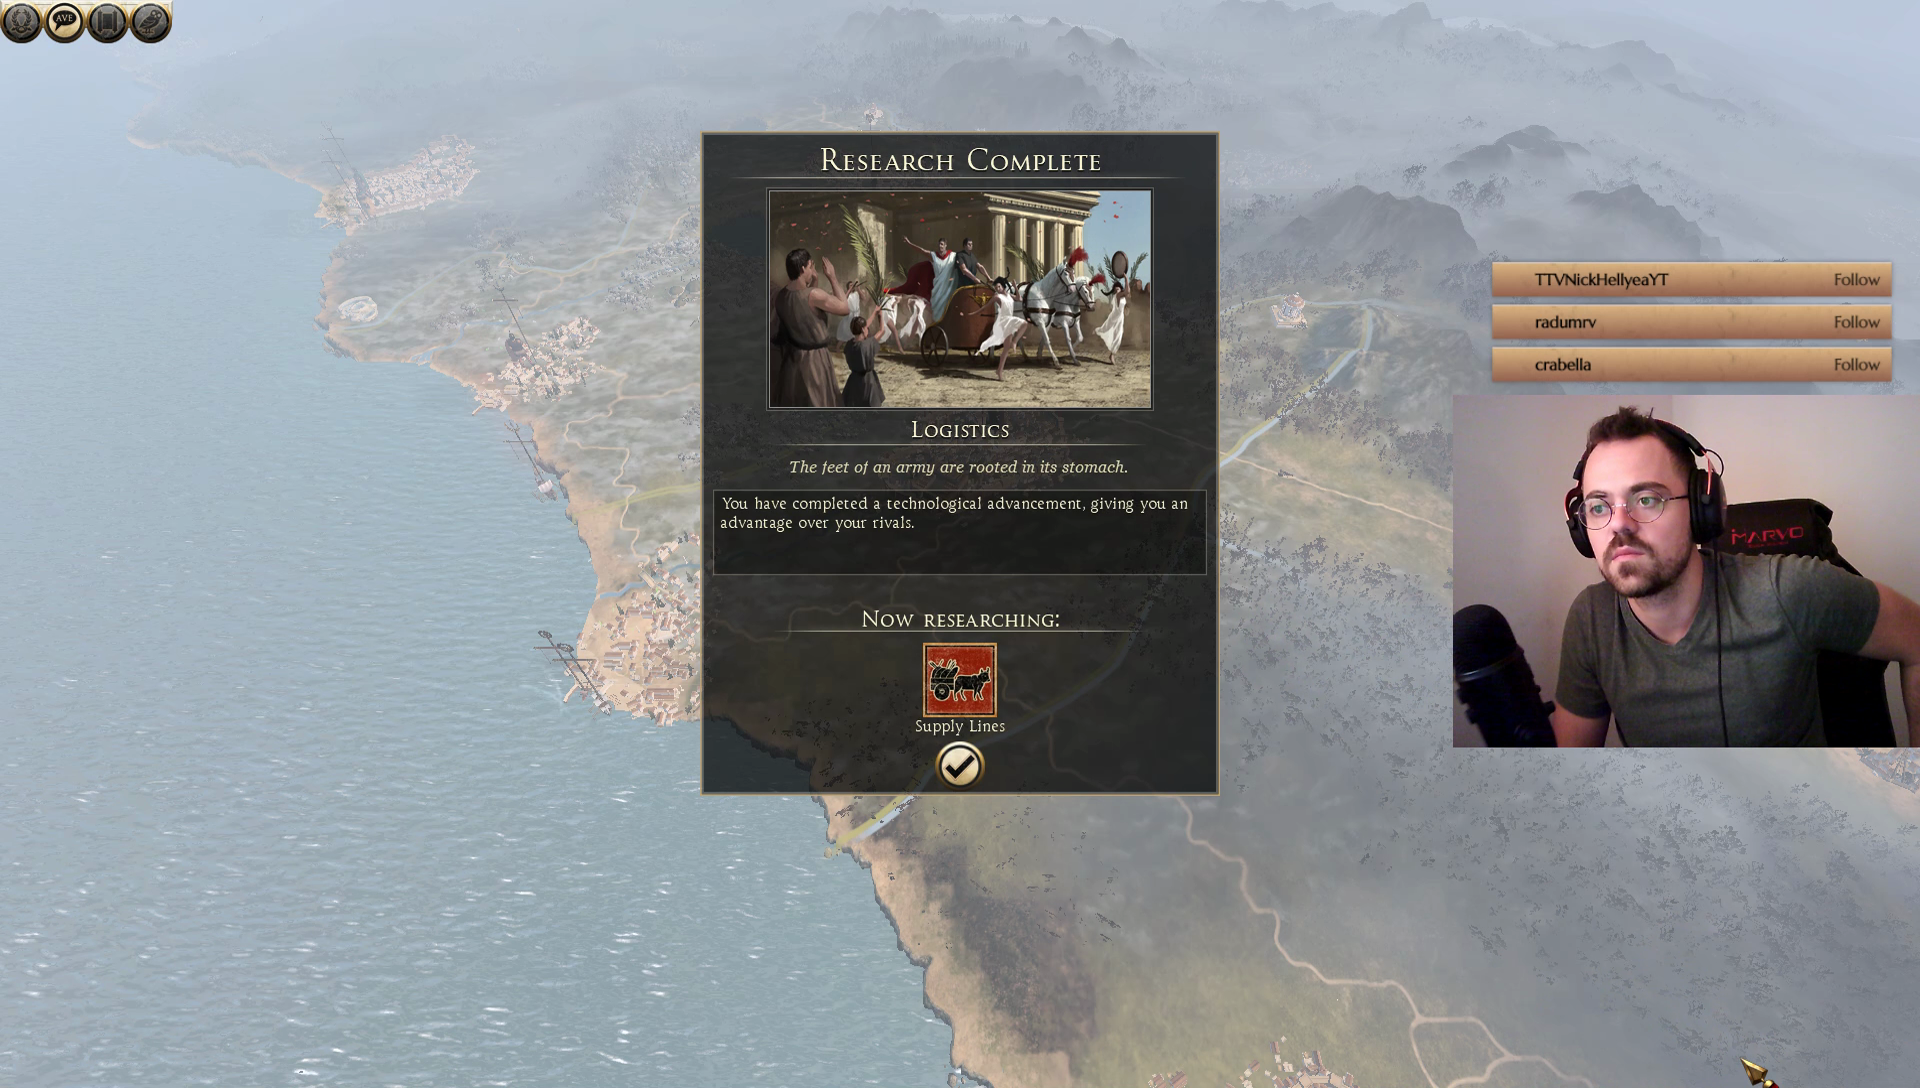 AVE
Research Complete
Logistics
The feet of an army are rooted in its stomach.
You have completed a technological advancement, giving you an
advantage over your rivals.
Now researching:
Supply Lines
TTVNickHellyeaYT Follow
radumrv Follow
crabella Follow
MARVO